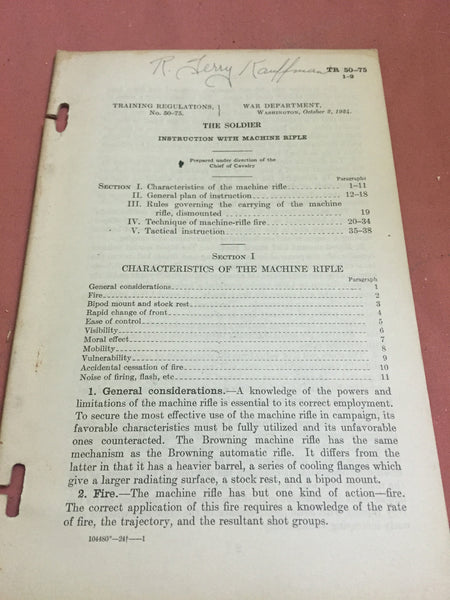 R. Terry Kauffman
TR 50–75
1–9
TRAINING REGULATIONS, } WAR DEPARTMENT,
No. 50–75. } WASHINGTON, October 2, 1924.
THE SOLDIER
INSTRUCTION WITH MACHINE RIFLE
Prepared under direction of the
Chief of Cavalry
Paragraphs
SECTION I. Characteristics of the machine rifle 1–11
II. General plan of instruction 12–18
III. Rules governing the carrying of the machine
rifle, dismounted 19
IV. Technique of machine-rifle fire 20–34
V. Tactical instruction 35–38
SECTION I
CHARACTERISTICS OF THE MACHINE RIFLE
Paragraph
General considerations 1
Fire 2
Bipod mount and stock rest 3
Rapid change of front 4
Ease of control 5
Visibility 6
Moral effect 7
Mobility 8
Vulnerability 9
Accidental cessation of fire 10
Noise of firing, flash, etc 11
1. General considerations.—A knowledge of the powers and
limitations of the machine rifle is essential to its correct employment.
To secure the most effective use of the machine rifle in campaign, its
favorable characteristics must be fully utilized and its unfavorable
ones counteracted. The Browning machine rifle has the same
mechanism as the Browning automatic rifle. It differs from the
latter in that it has a heavier barrel, a series of cooling flanges which
give a larger radiating surface, a stock rest, and a bipod mount.
2. Fire.—The machine rifle has but one kind of action—fire.
The correct application of this fire requires a knowledge of the rate
of fire, the trajectory, and the resultant shot groups.
104480°—24†——1